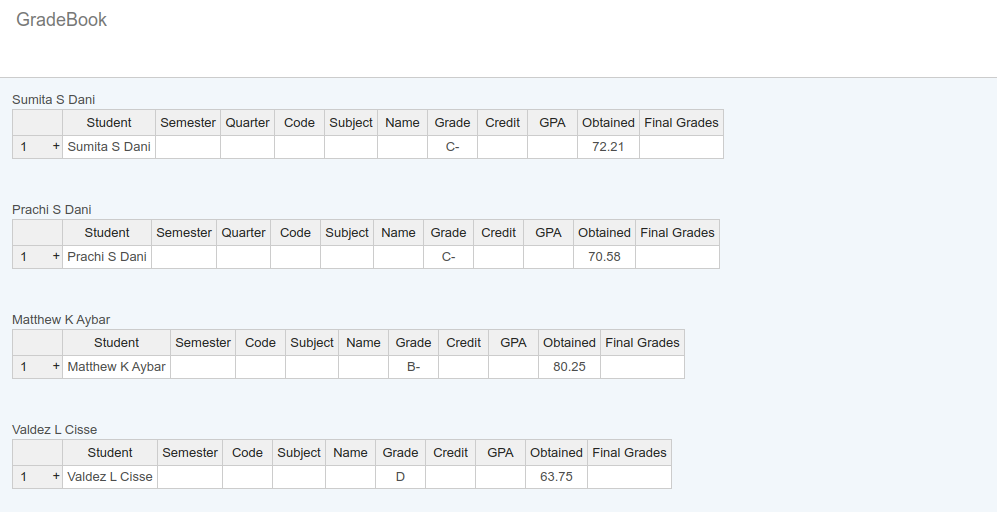 GradeBook
Sumita S Dani
Student Semester Quarter Code Subject Name Grade Credit GPA Obtained Final Grades
1 + Sumita S Dani C- 72.21
Prachi S Dani
Student Semester Quarter Code Subject Name Grade Credit GPA Obtained Final Grades
1 + Prachi S Dani C- 70.58
Matthew K Aybar
Student Semester Code Subject Name Grade Credit GPA Obtained Final Grades
1 + Matthew K Aybar B- 80.25
Valdez L Cisse
Student Semester Code Subject Name Grade Credit GPA Obtained Final Grades
1 + Valdez L Cisse D 63.75